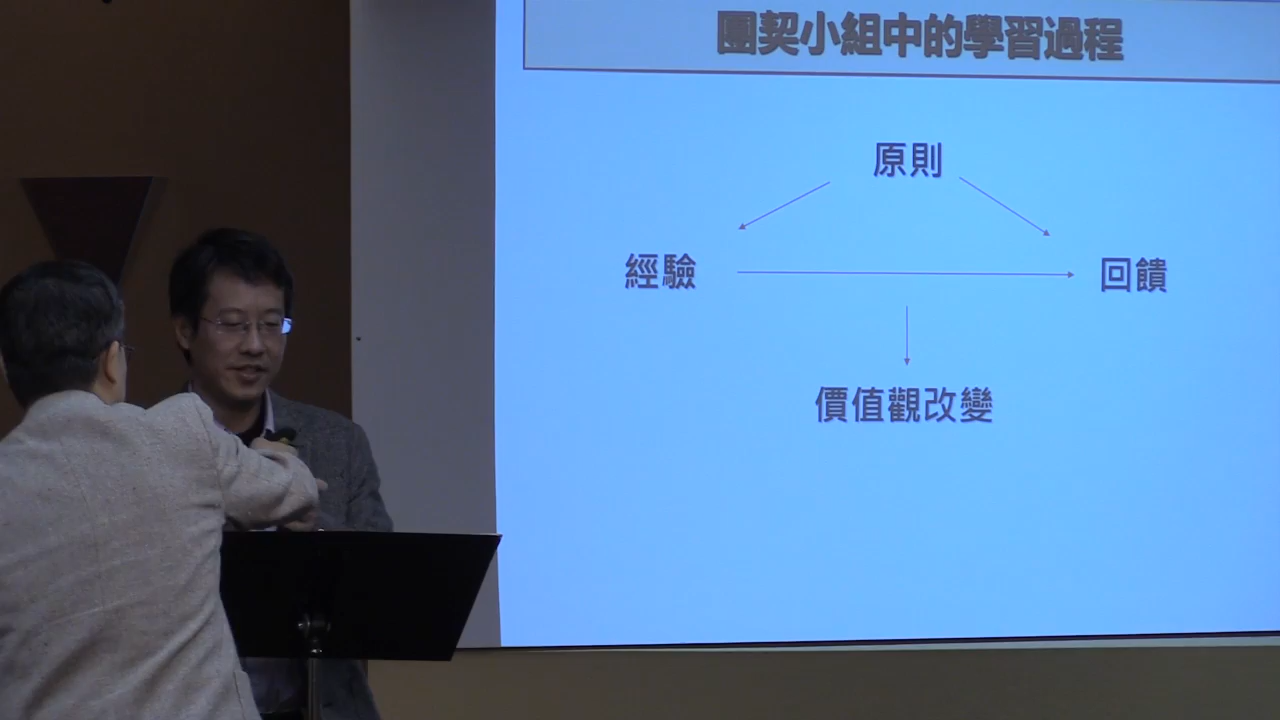 團契小組中的學習過程
原則
經驗
回饋
價值觀改變